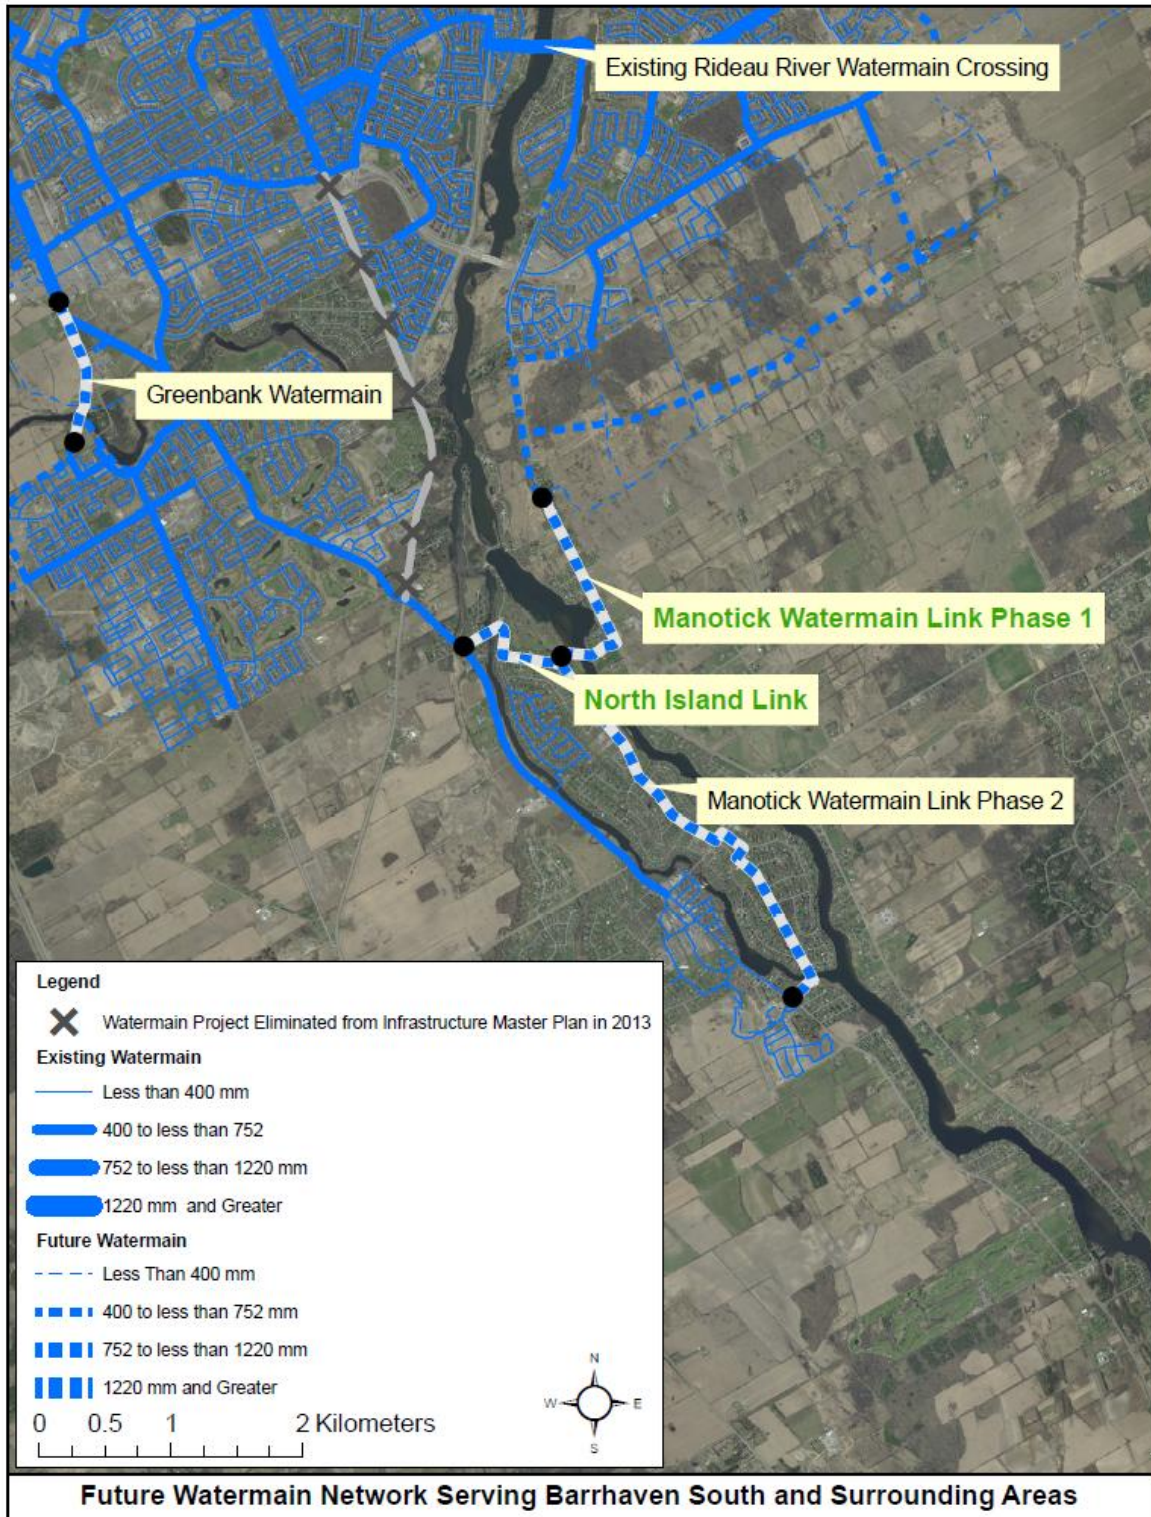 Existing Rideau River Watermain Crossing
Greenbank Watermain
Manotick Watermain Link Phase 1
North Island Link
Manotick Watermain Link Phase 2
Legend
Watermain Project Eliminated from Infrastructure Master Plan in 2013
Existing Watermain
Less than 400 mm
400 to less than 752
752 to less than 1220 mm
1220 mm and Greater
Future Watermain
Less Than 400 mm
400 to less than 752 mm
752 to less than 1220 mm
1220 mm and Greater
N
W E
S
0 0.5 1 2 Kilometers
Future Watermain Network Serving Barrhaven South and Surrounding Areas